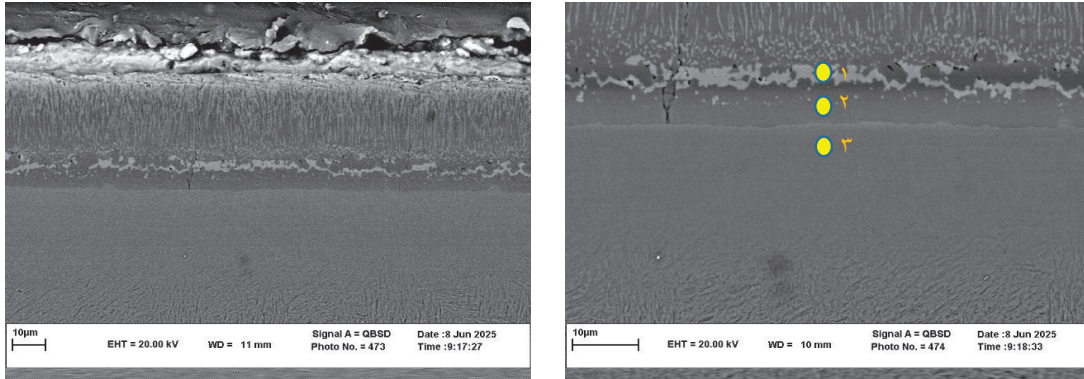 10µm
EHT = 20.00 kV
WD = 11 mm
Signal A = QBSD
Photo No. = 473
Date :8 Jun 2025
Time :9:17:27
۱
۲
۳
10µm
EHT = 20.00 kV
WD = 10 mm
Signal A = QBSD
Photo No. = 474
Date :8 Jun 2025
Time :9:18:33